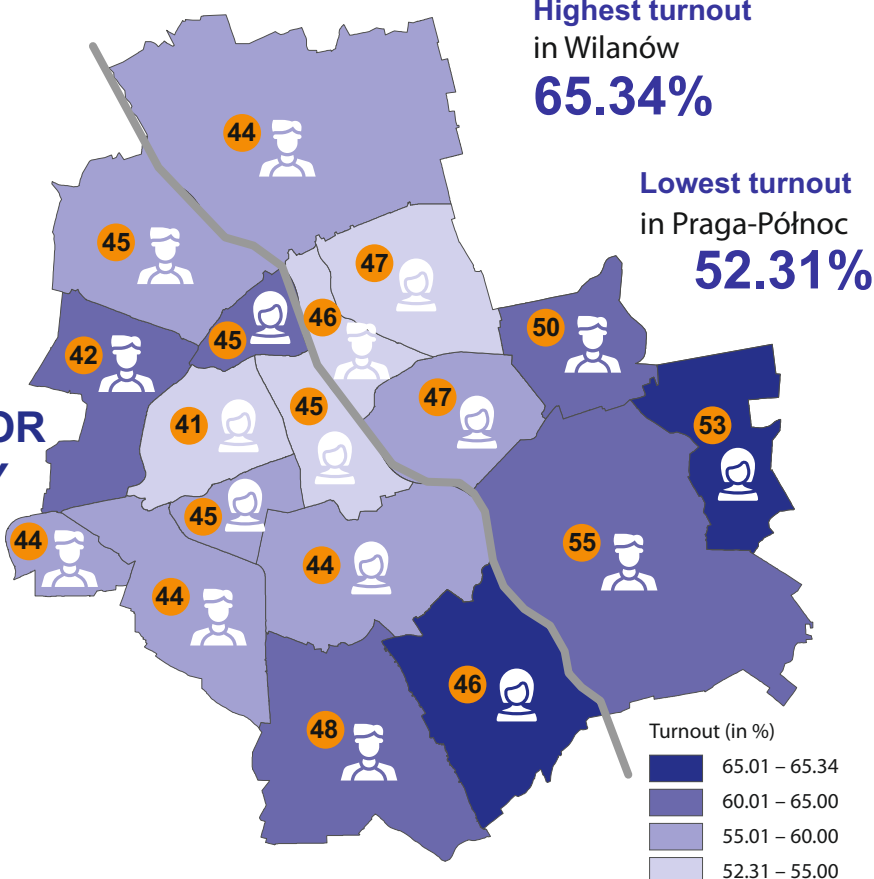 Highest turnout
in Wilanów
65.34%
Lowest turnout
in Praga-Północ
52.31%
44
45
47
46
50
45
42
47
45
41
53
45
44
55
44
44
46
48
OR
Y
Turnout (in %)
65.01 – 65.34
60.01 – 65.00
55.01 – 60.00
52.31 – 55.00